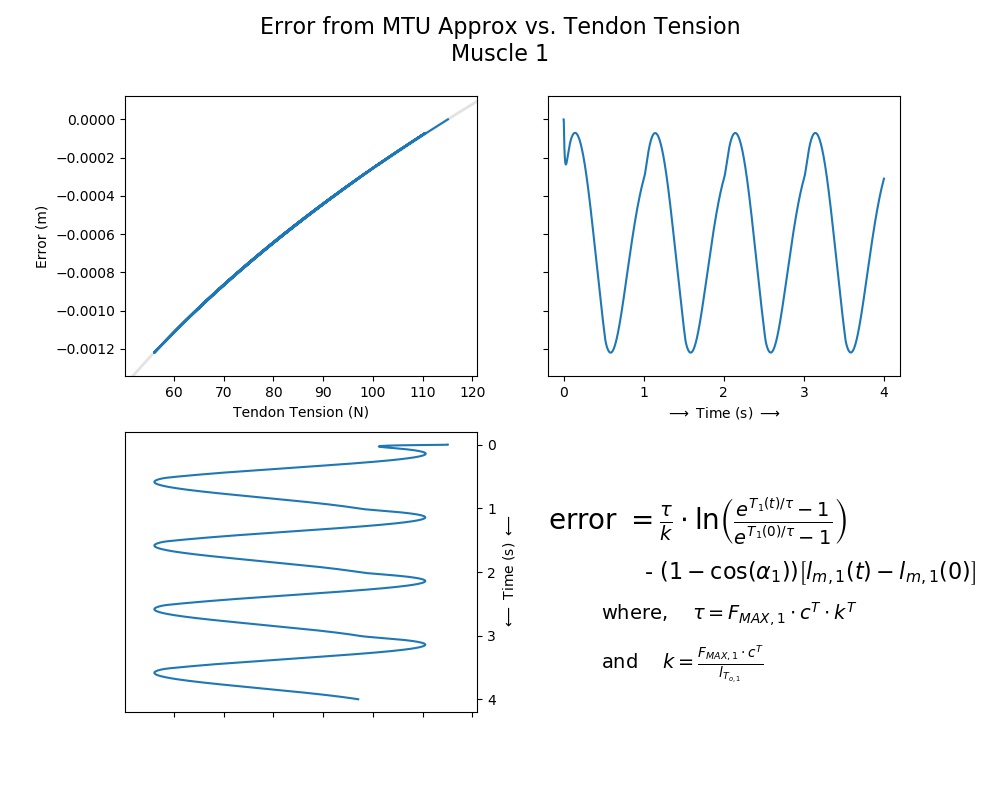 Error from MTU Approx vs. Tendon Tension
Muscle 1
0.0000
−0.0002
−0.0004
−0.0006
−0.0008
−0.0010
−0.0012
Error (m)
60 70 80 90 100 110 120
Tendon Tension (N)
0 1 2 3 4
⟶ Time (s) ⟶
0
1
2
3
4
⟵ Time (s) ⟵
error = \frac{τ}{k} · ln(\frac{e^{T_1(t)/τ} − 1}{e^{T_1(0)/τ} − 1})
- (1 − cos(α_1))[l_{m,1}(t) − l_{m,1}(0)]
where, τ = F_{MAX,1} · c^T · k^T
and k = \frac{F_{MAX,1} · c^T}{l_{T_{o,1}}}